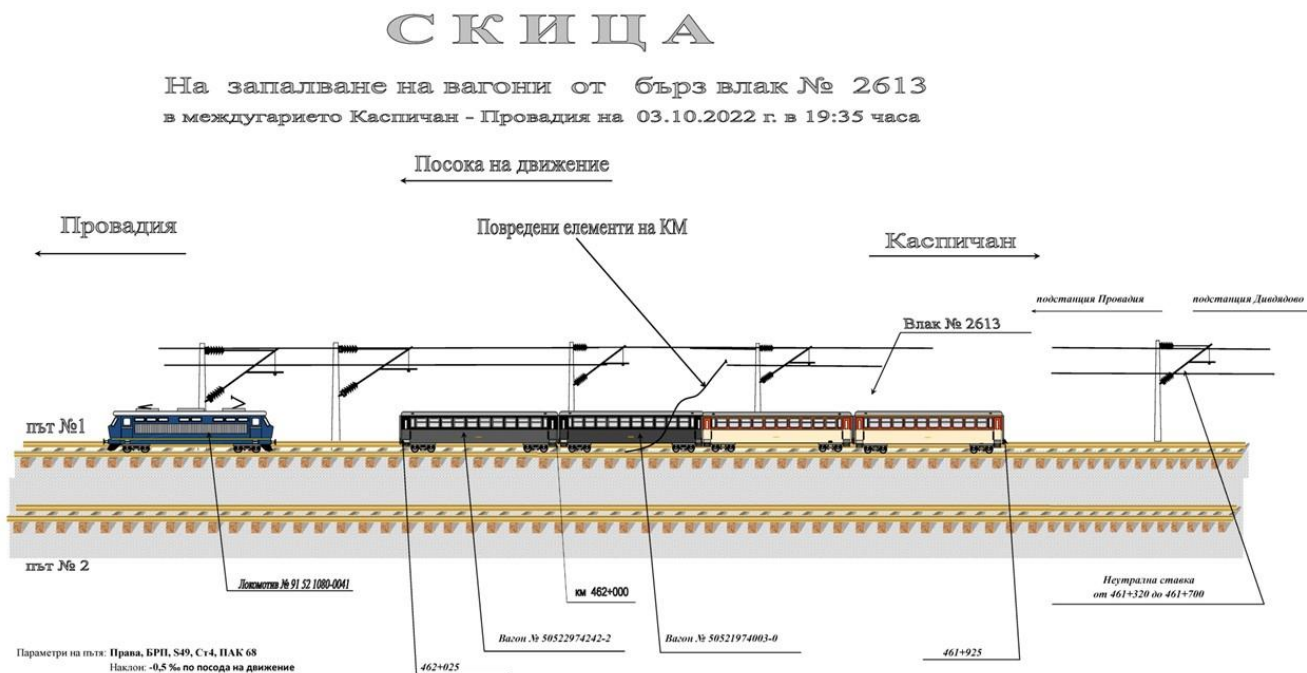 СКИЦА
На запалване на вагони от бърз влак № 2613
в междугарието Каспичан - Провадия на 03.10.2022 г. в 19:35 часа
Посока на движение
Провадия
Повредени елементи на КМ
Каспичан
подстанция Провадия
подстанция Дивдядово
Влак № 2613
път №1
път № 2
Локомотив № 91 52 1080-0041
км 462+000
Неутрална ставка
от 461+320 до 461+700
Вагон № 50522974242-2
Вагон № 50521974003-0
461+925
Параметри на пътя: Права, БРП, S49, Ст4, ПАК 68
Наклон: -0,5 ‰ по посода на движение
462+025